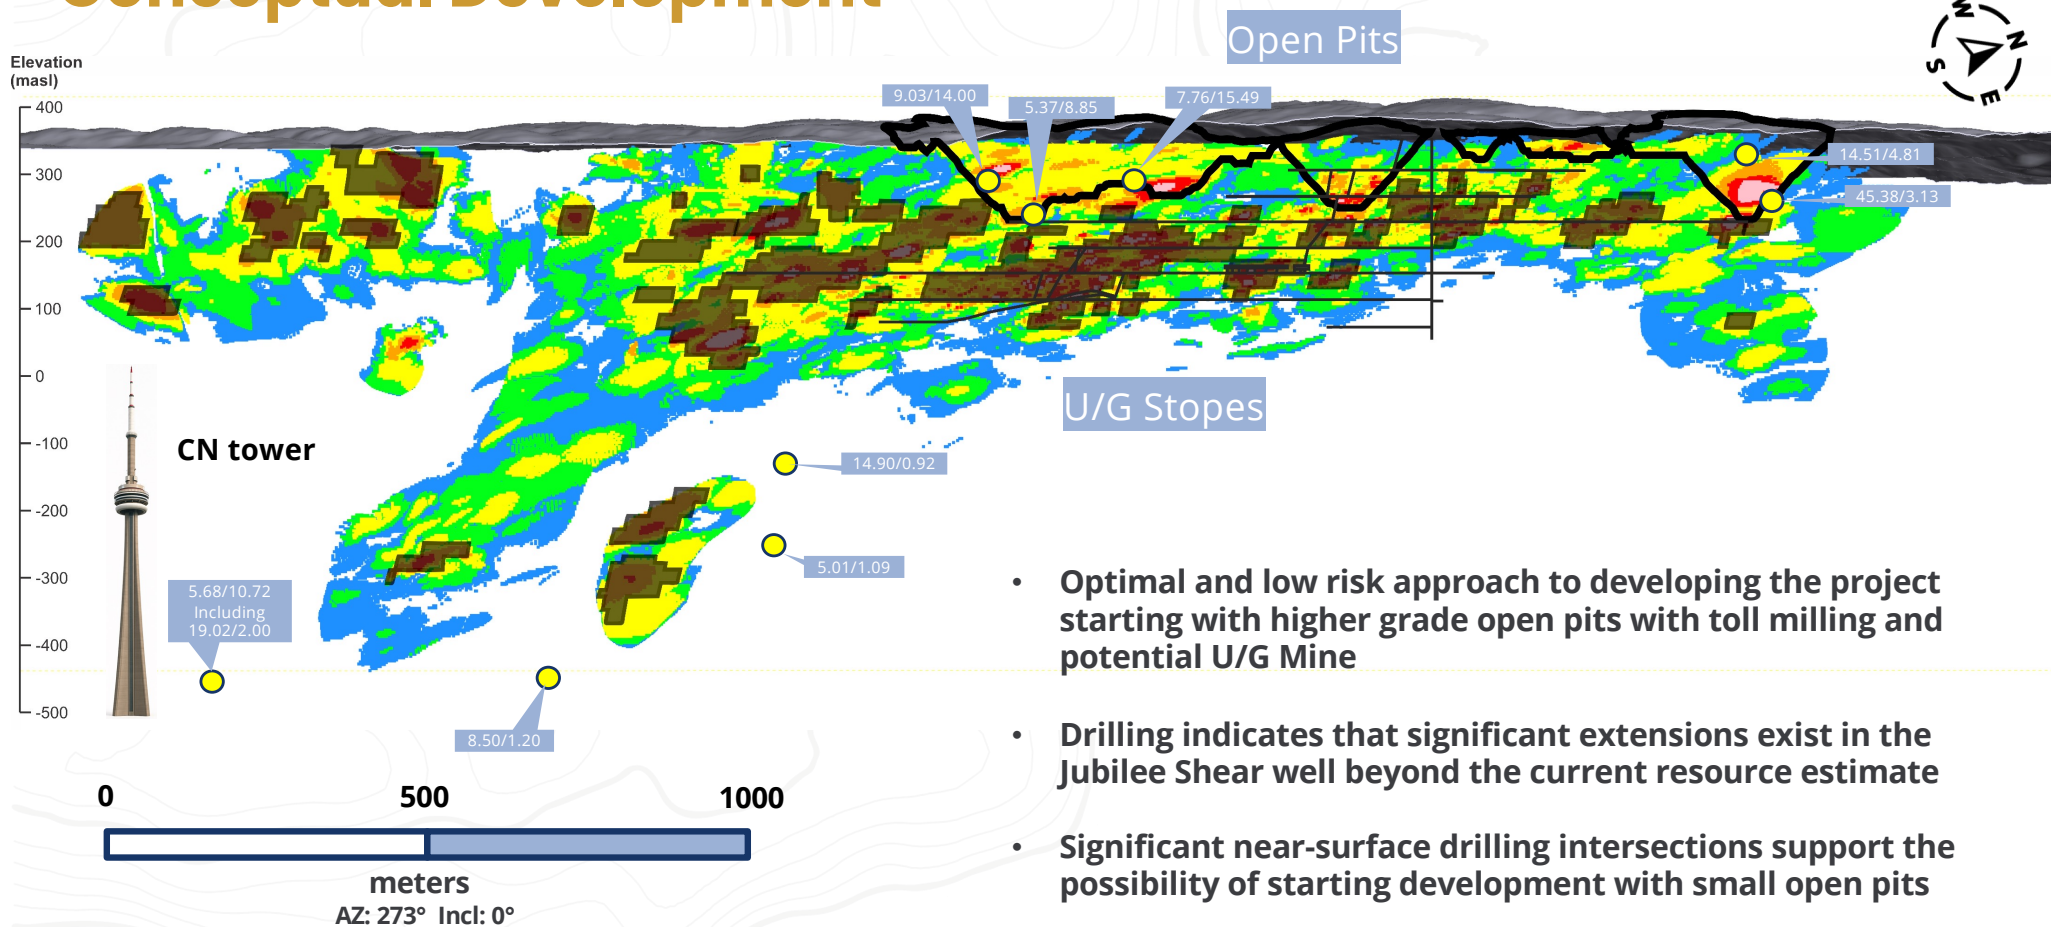 Conceptual Development
Open Pits
W
N
S
E
Elevation
(masl)
400
300
200
100
0
-100
-200
-300
-400
-500
9.03/14.00
5.37/8.85
7.76/15.49
14.51/4.81
45.38/3.13
U/G Stopes
CN tower
14.90/0.92
5.01/1.09
5.68/10.72
Including
19.02/2.00
8.50/1.20
0 500 1000
meters
AZ: 273° Incl: 0°
• Optimal and low risk approach to developing the project
starting with higher grade open pits with toll milling and
potential U/G Mine
• Drilling indicates that significant extensions exist in the
Jubilee Shear well beyond the current resource estimate
• Significant near-surface drilling intersections support the
possibility of starting development with small open pits